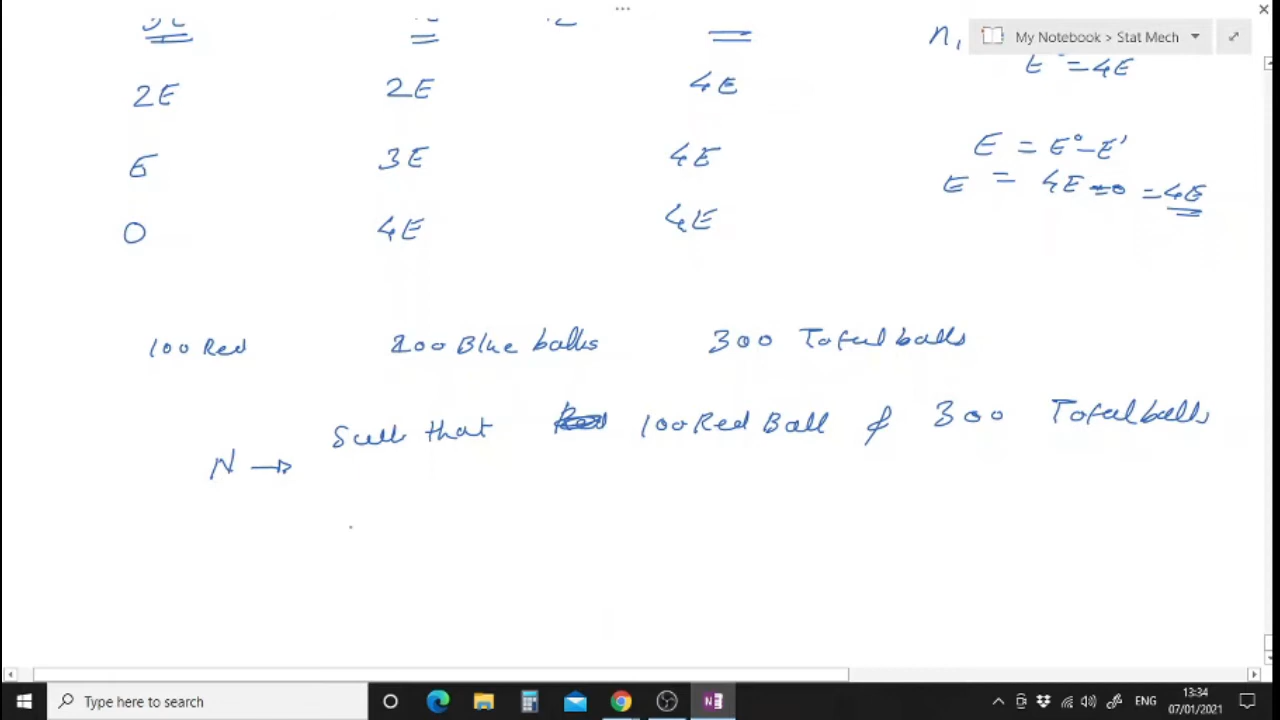 n,
My Notebook > Stat Mech
E° = 4E
2E 2E 4E
E 3E 4E
E = E° - E'
E = 4E - 0 = 4E
0 4E 4E
100 Red 200 Blue balls 300 Total balls
Such that 100 Red Ball & 300 Total balls
N →
Type here to search
ENG
13:34
07/01/2021